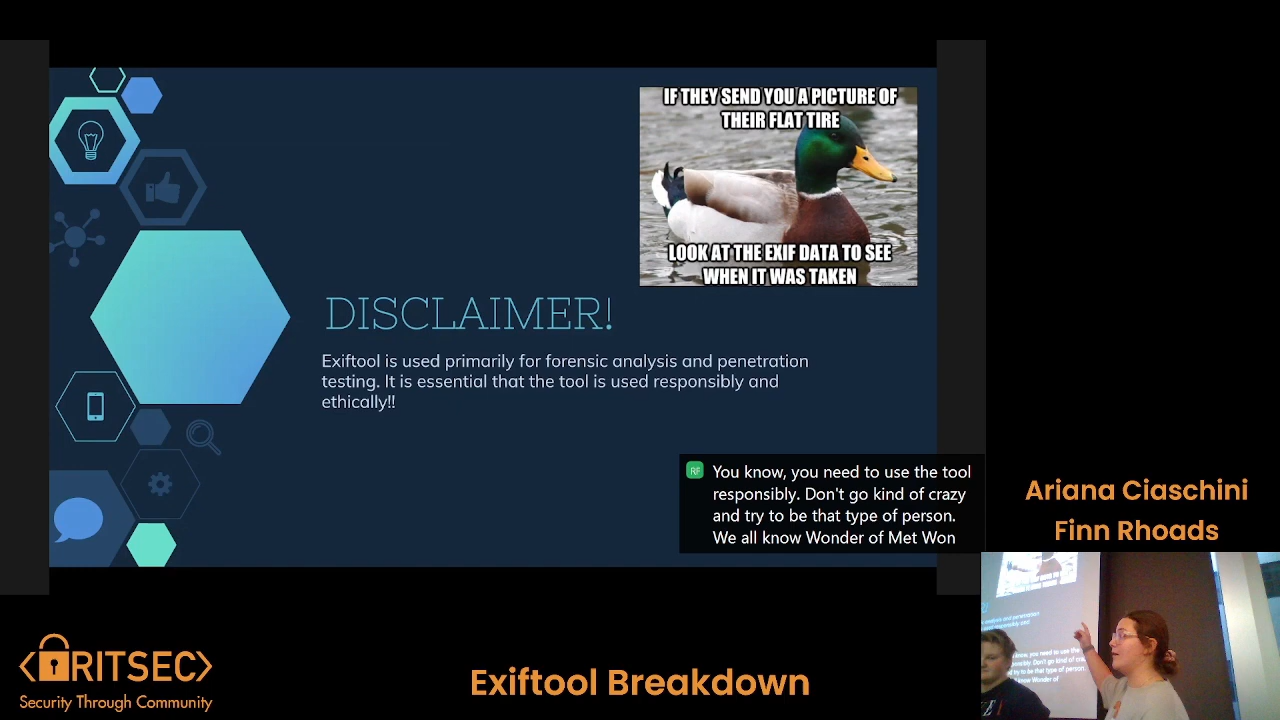 IF THEY SEND YOU A PICTURE OF
THEIR FLAT TIRE
LOOK AT THE EXIF DATA TO SEE
WHEN IT WAS TAKEN
DISCLAIMER!
Exiftool is used primarily for forensic analysis and penetration
testing. It is essential that the tool is used responsibly and
ethically!!
RF
You know, you need to use the tool
responsibly. Don't go kind of crazy
and try to be that type of person.
We all know Wonder of Met Won
Ariana Ciaschini
Finn Rhoads
RITSEC
Security Through Community
Exiftool Breakdown